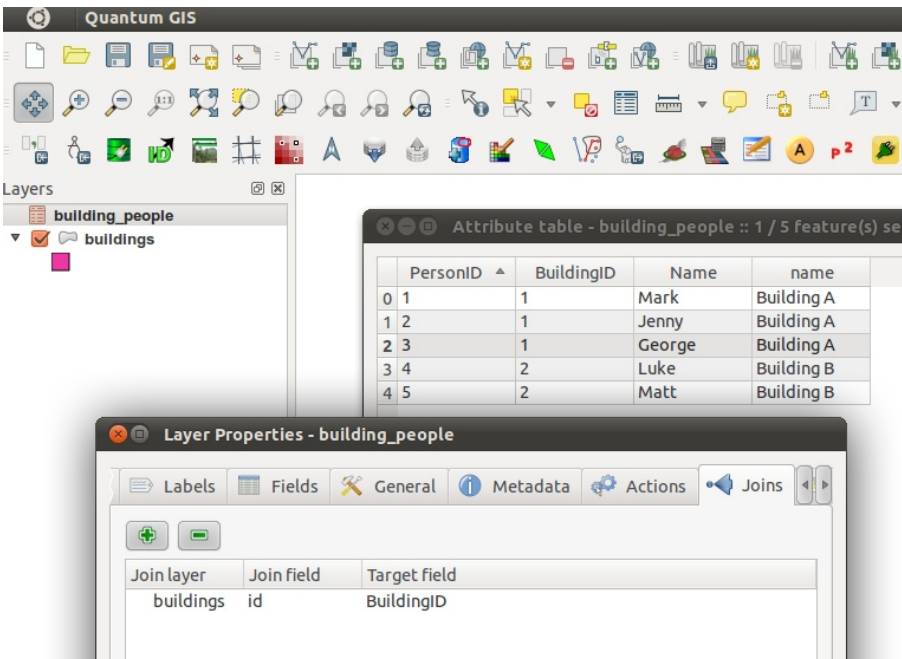 Quantum GIS
1:1
T
A
P²
Layers
building_people
buildings
Attribute table - building_people :: 1 / 5 feature(s) se
PersonID BuildingID Name name
0 1 1 Mark Building A
1 2 1 Jenny Building A
2 3 1 George Building A
3 4 2 Luke Building B
4 5 2 Matt Building B
Layer Properties - building_people
Labels Fields General Metadata Actions Joins
Join layer Join field Target field
buildings id BuildingID